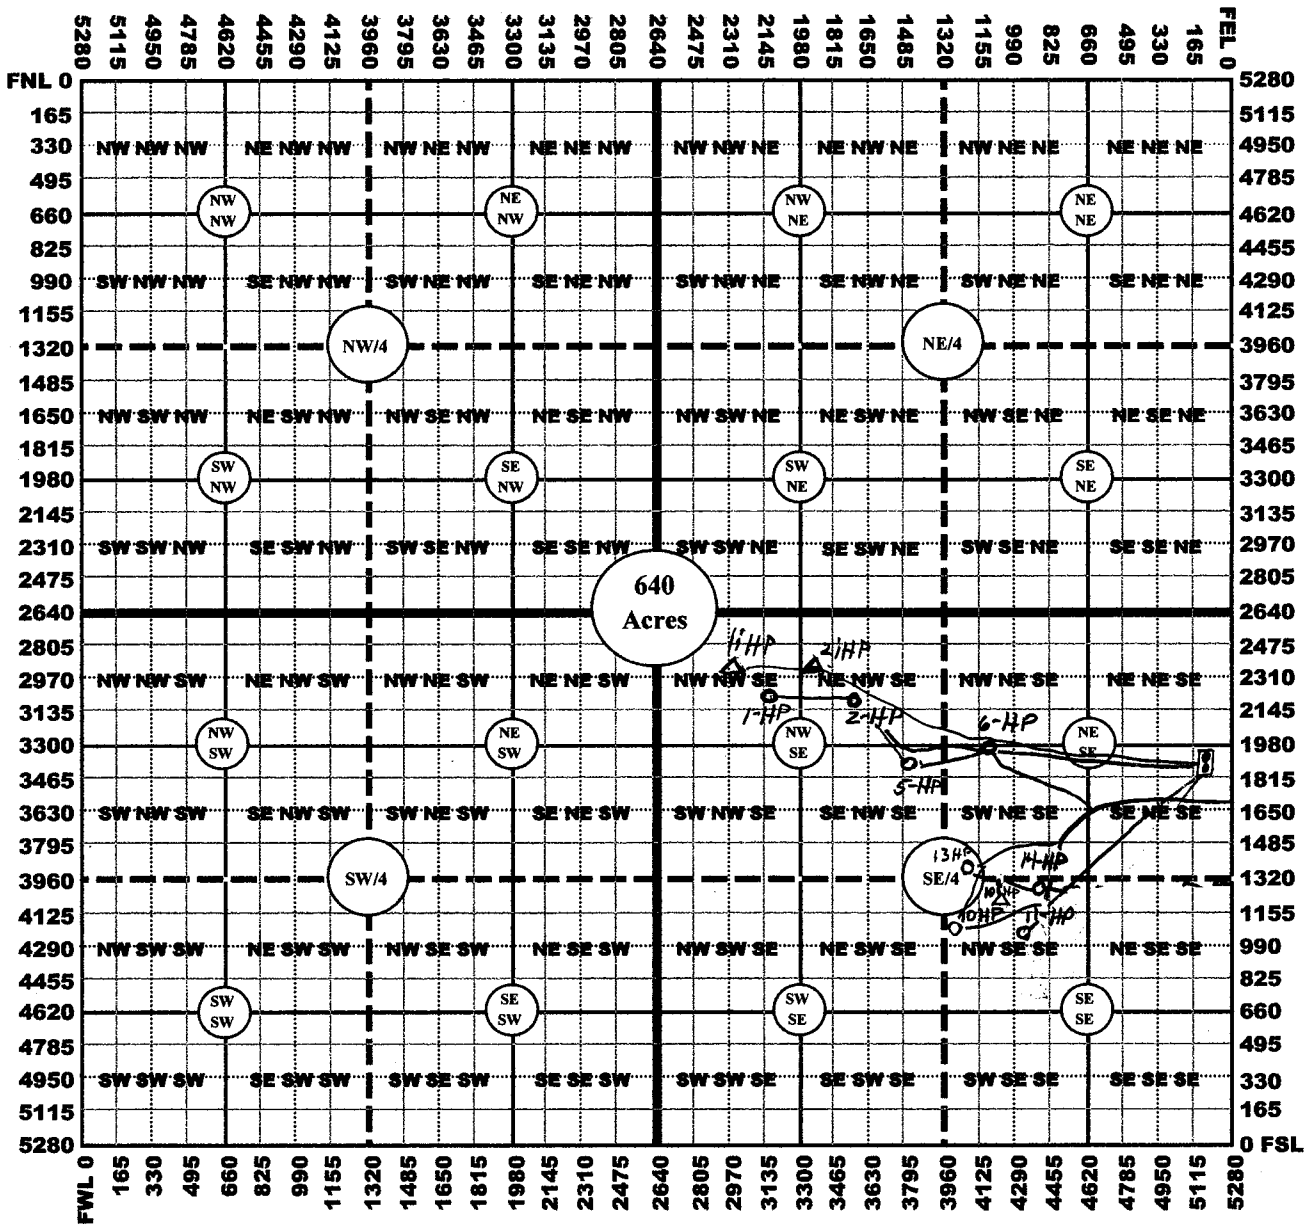 5280 5115 4950 4785 4620 4455 4290 4125 3960 3795 3630 3465 3300 3135 2970 2805 2640 2475 2310 2145 1980 1815 1650 1485 1320 1155 990 825 660 495 330 165 FEL 0
FNL 0 5280
165 5115
330 NW NW NW NE NW NW NW NE NW NE NE NW NW NW NE NE NW NE NW NE NE NE NE NE 4950
495 4785
NW NE NW NE
660 NW NW NE NE 4620
825 4455
990 SW NW NW SE NW NW SW NE NW SE NE NW SW NW NE SE NW NE SW NE NE SE NE NE 4290
1155 4125
1320 NW/4 NE/4 3960
1485 3795
1650 NW SW NW NE SW NW NW SE NW NE SE NW NW SW NE NE SW NE NW SE NE NE SE NE 3630
1815 3465
SW SE SW SE
1980 NW NW NE NE 3300
2145 3135
2310 SW SW NW SE SW NW SW SE NW SE SE NW SW SW NE SE SW NE SW SE NE SE SE NE 2970
2475 640 2805
2640 Acres 2640
2805 1iHP 2iHP 2475
2970 NW NW SW NE NW SW NW NE SW NE NE SW NW NW SE NE NW SE NW NE SE NE NE SE 2310
3135 1-HP 2-HP 6-HP 2145
NW NE NW NE
3300 SW SW SE SE 1980
3465 5-HP 1815
3630 SW NW SW SE NW SW SW NE SW SE NE SW SW NW SE SE NW SE SW NE SE SE NE SE 1650
3795 13HP 14-HP 1485
3960 SW/4 SE/4 1320
4125 10HP 11-HP 1155
4290 NW SW SW NE SW SW NW SE SW NE SE SW NW SW SE NE SW SE NW SE SE NE SE SE 990
4455 825
SW SE SW SE
4620 SW SW SE SE 660
4785 495
4950 SW SW SW SE SW SW SW SE SW SE SE SW SW SW SE SE SW SE SW SE SE SE SE SE 330
5115 165
5280 0 FSL
FWL 0 165 330 495 660 825 990 1155 1320 1485 1650 1815 1980 2145 2310 2475 2640 2805 2970 3135 3300 3465 3630 3795 3960 4125 4290 4455 4620 4785 4950 5115 5280